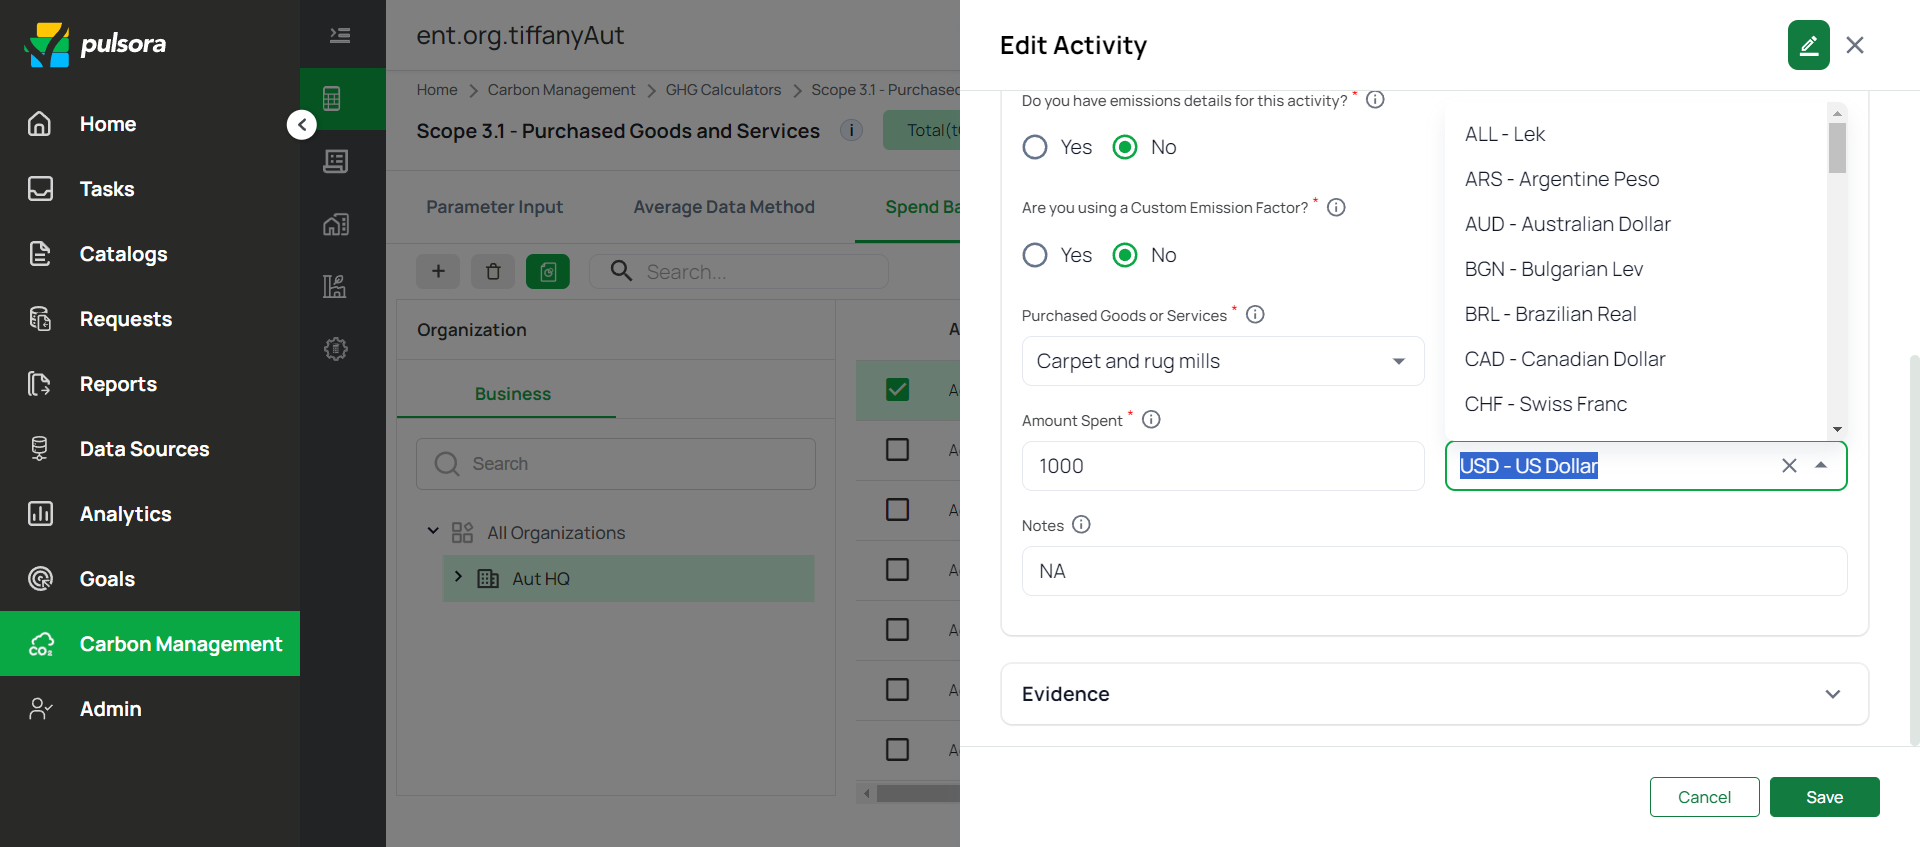 pulsora
Home
Tasks
Catalogs
Requests
Reports
Data Sources
Analytics
Goals
Carbon Management
Admin
ent.org.tiffanyAut
Home > Carbon Management > GHG Calculators > Scope 3.1 - Purchased
Scope 3.1 - Purchased Goods and Services
Parameter Input
Average Data Method
Search...
Organization
Business
Search
All Organizations
Aut HQ
Edit Activity
Do you have emissions details for this activity? *
Yes No
Are you using a Custom Emission Factor? *
Yes No
Purchased Goods or Services *
Carpet and rug mills
Amount Spent *
1000
ALL - Lek
ARS - Argentine Peso
AUD - Australian Dollar
BGN - Bulgarian Lev
BRL - Brazilian Real
CAD - Canadian Dollar
CHF - Swiss Franc
USD - US Dollar
Notes
NA
Evidence
Cancel
Save